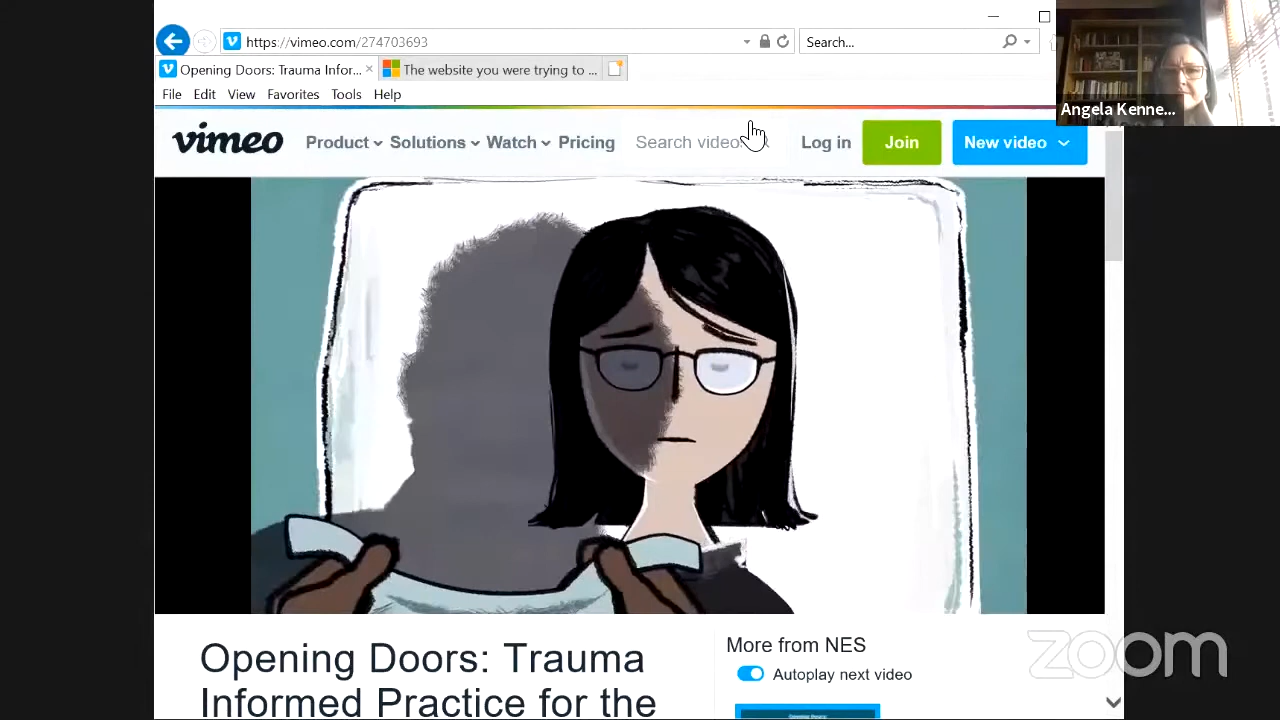 https://vimeo.com/274703693
Search...
Opening Doors: Trauma Infor...
The website you were trying to ...
File Edit View Favorites Tools Help
Angela Kenne...
vimeo
Product Solutions Watch Pricing
Search video
Log in
Join
New video
Opening Doors: Trauma
Informed Practice for the
More from NES
Autoplay next video
zoom